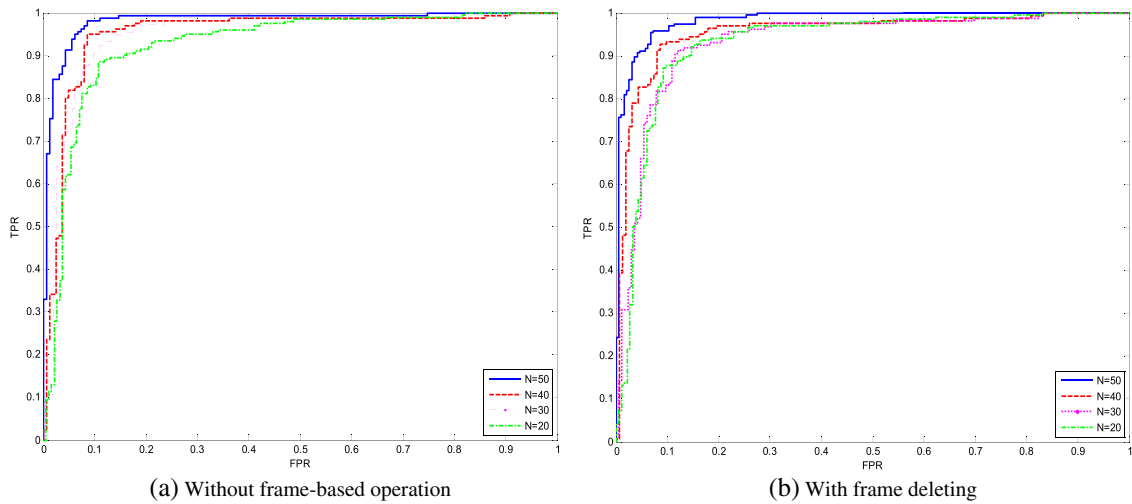 1
0.9
0.8
0.7
0.6
0.5
0.4
0.3
0.2
0.1
0
TPR
0 0.1 0.2 0.3 0.4 0.5 0.6 0.7 0.8 0.9 1
FPR
N=50
N=40
N=30
N=20
(a) Without frame-based operation
1
0.9
0.8
0.7
0.6
0.5
0.4
0.3
0.2
0.1
0
TPR
0 0.1 0.2 0.3 0.4 0.5 0.6 0.7 0.8 0.9 1
FPR
N=50
N=40
N=30
N=20
(b) With frame deleting